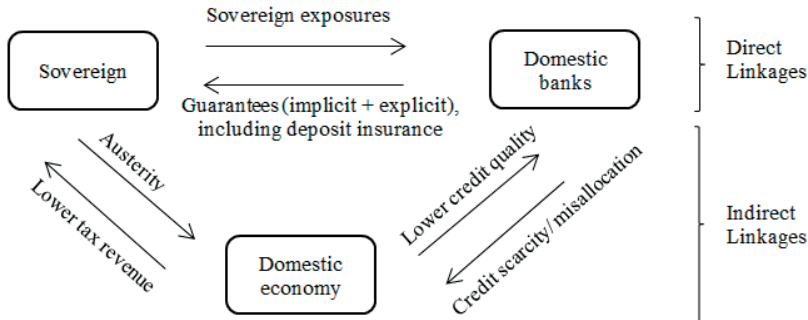 Sovereign exposures
Sovereign
Domestic
banks
Direct
Linkages
Guarantees (implicit + explicit),
including deposit insurance
Austerity
Lower tax revenue
Lower credit quality
Credit scarcity/ misallocation
Domestic
economy
Indirect
Linkages